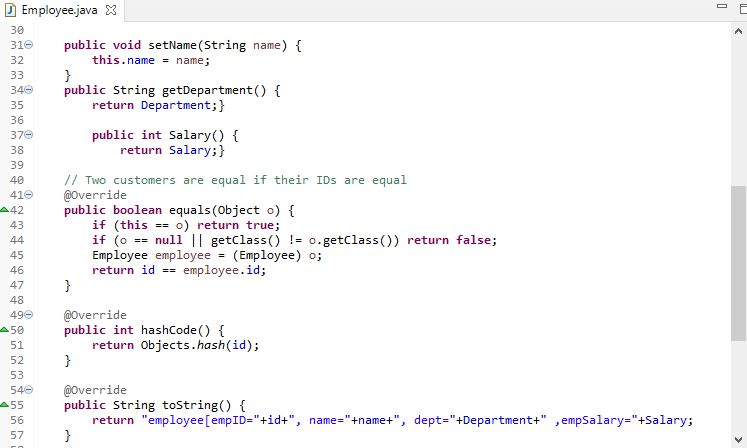 Employee.java
30
31 public void setName(String name) {
32 this.name = name;
33 }
34 public String getDepartment() {
35 return Department;}
36
37 public int Salary() {
38 return Salary;}
39
40 // Two customers are equal if their IDs are equal
41 @Override
42 public boolean equals(Object o) {
43 if (this == o) return true;
44 if (o == null || getClass() != o.getClass()) return false;
45 Employee employee = (Employee) o;
46 return id == employee.id;
47 }
48
49 @Override
50 public int hashCode() {
51 return Objects.hash(id);
52 }
53
54 @Override
55 public String toString() {
56 return "employee[empID="+id+", name="+name+", dept="+Department+" ,empSalary="+Salary;
57 }